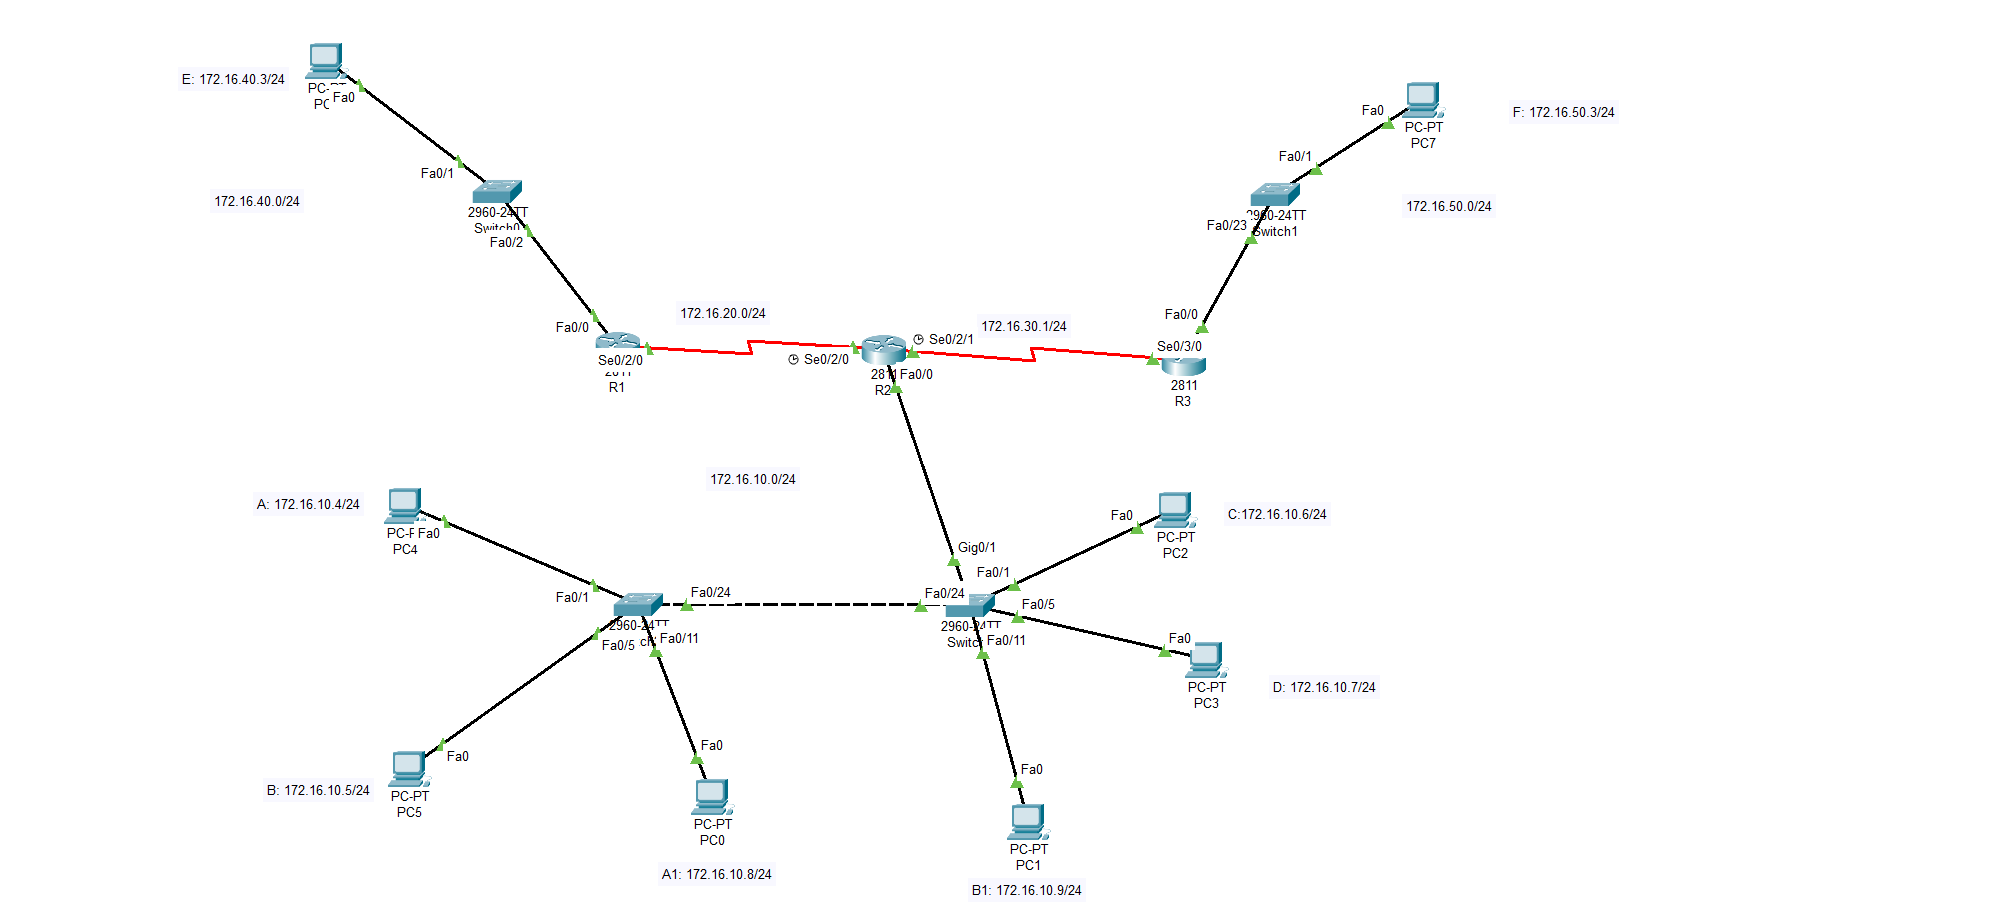 E: 172.16.40.3/24
PC-PT
Fa0
Fa0/1
172.16.40.0/24
2960-24TT
Switch0
Fa0/2
Fa0/0
Se0/2/0
2811
R1
172.16.20.0/24
Se0/2/0
Se0/2/1
2811
Fa0/0
R2
172.16.30.1/24
Fa0
PC-PT
PC7
F: 172.16.50.3/24
Fa0/1
2960-24TT
Switch1
Fa0/23
172.16.50.0/24
Fa0/0
Se0/3/0
2811
R3
172.16.10.0/24
A: 172.16.10.4/24
Fa0
PC4
Fa0/1
Fa0/24
2960-24TT
Fa0/5
Fa0/11
Fa0
B: 172.16.10.5/24
PC-PT
PC5
Fa0
PC-PT
PC0
A1: 172.16.10.8/24
Gig0/1
Fa0/1
Fa0/24
Fa0/5
2960-24TT
Fa0/11
Fa0
PC-PT
PC2
C:172.16.10.6/24
Fa0
PC-PT
PC3
D: 172.16.10.7/24
Fa0
PC-PT
PC1
B1: 172.16.10.9/24